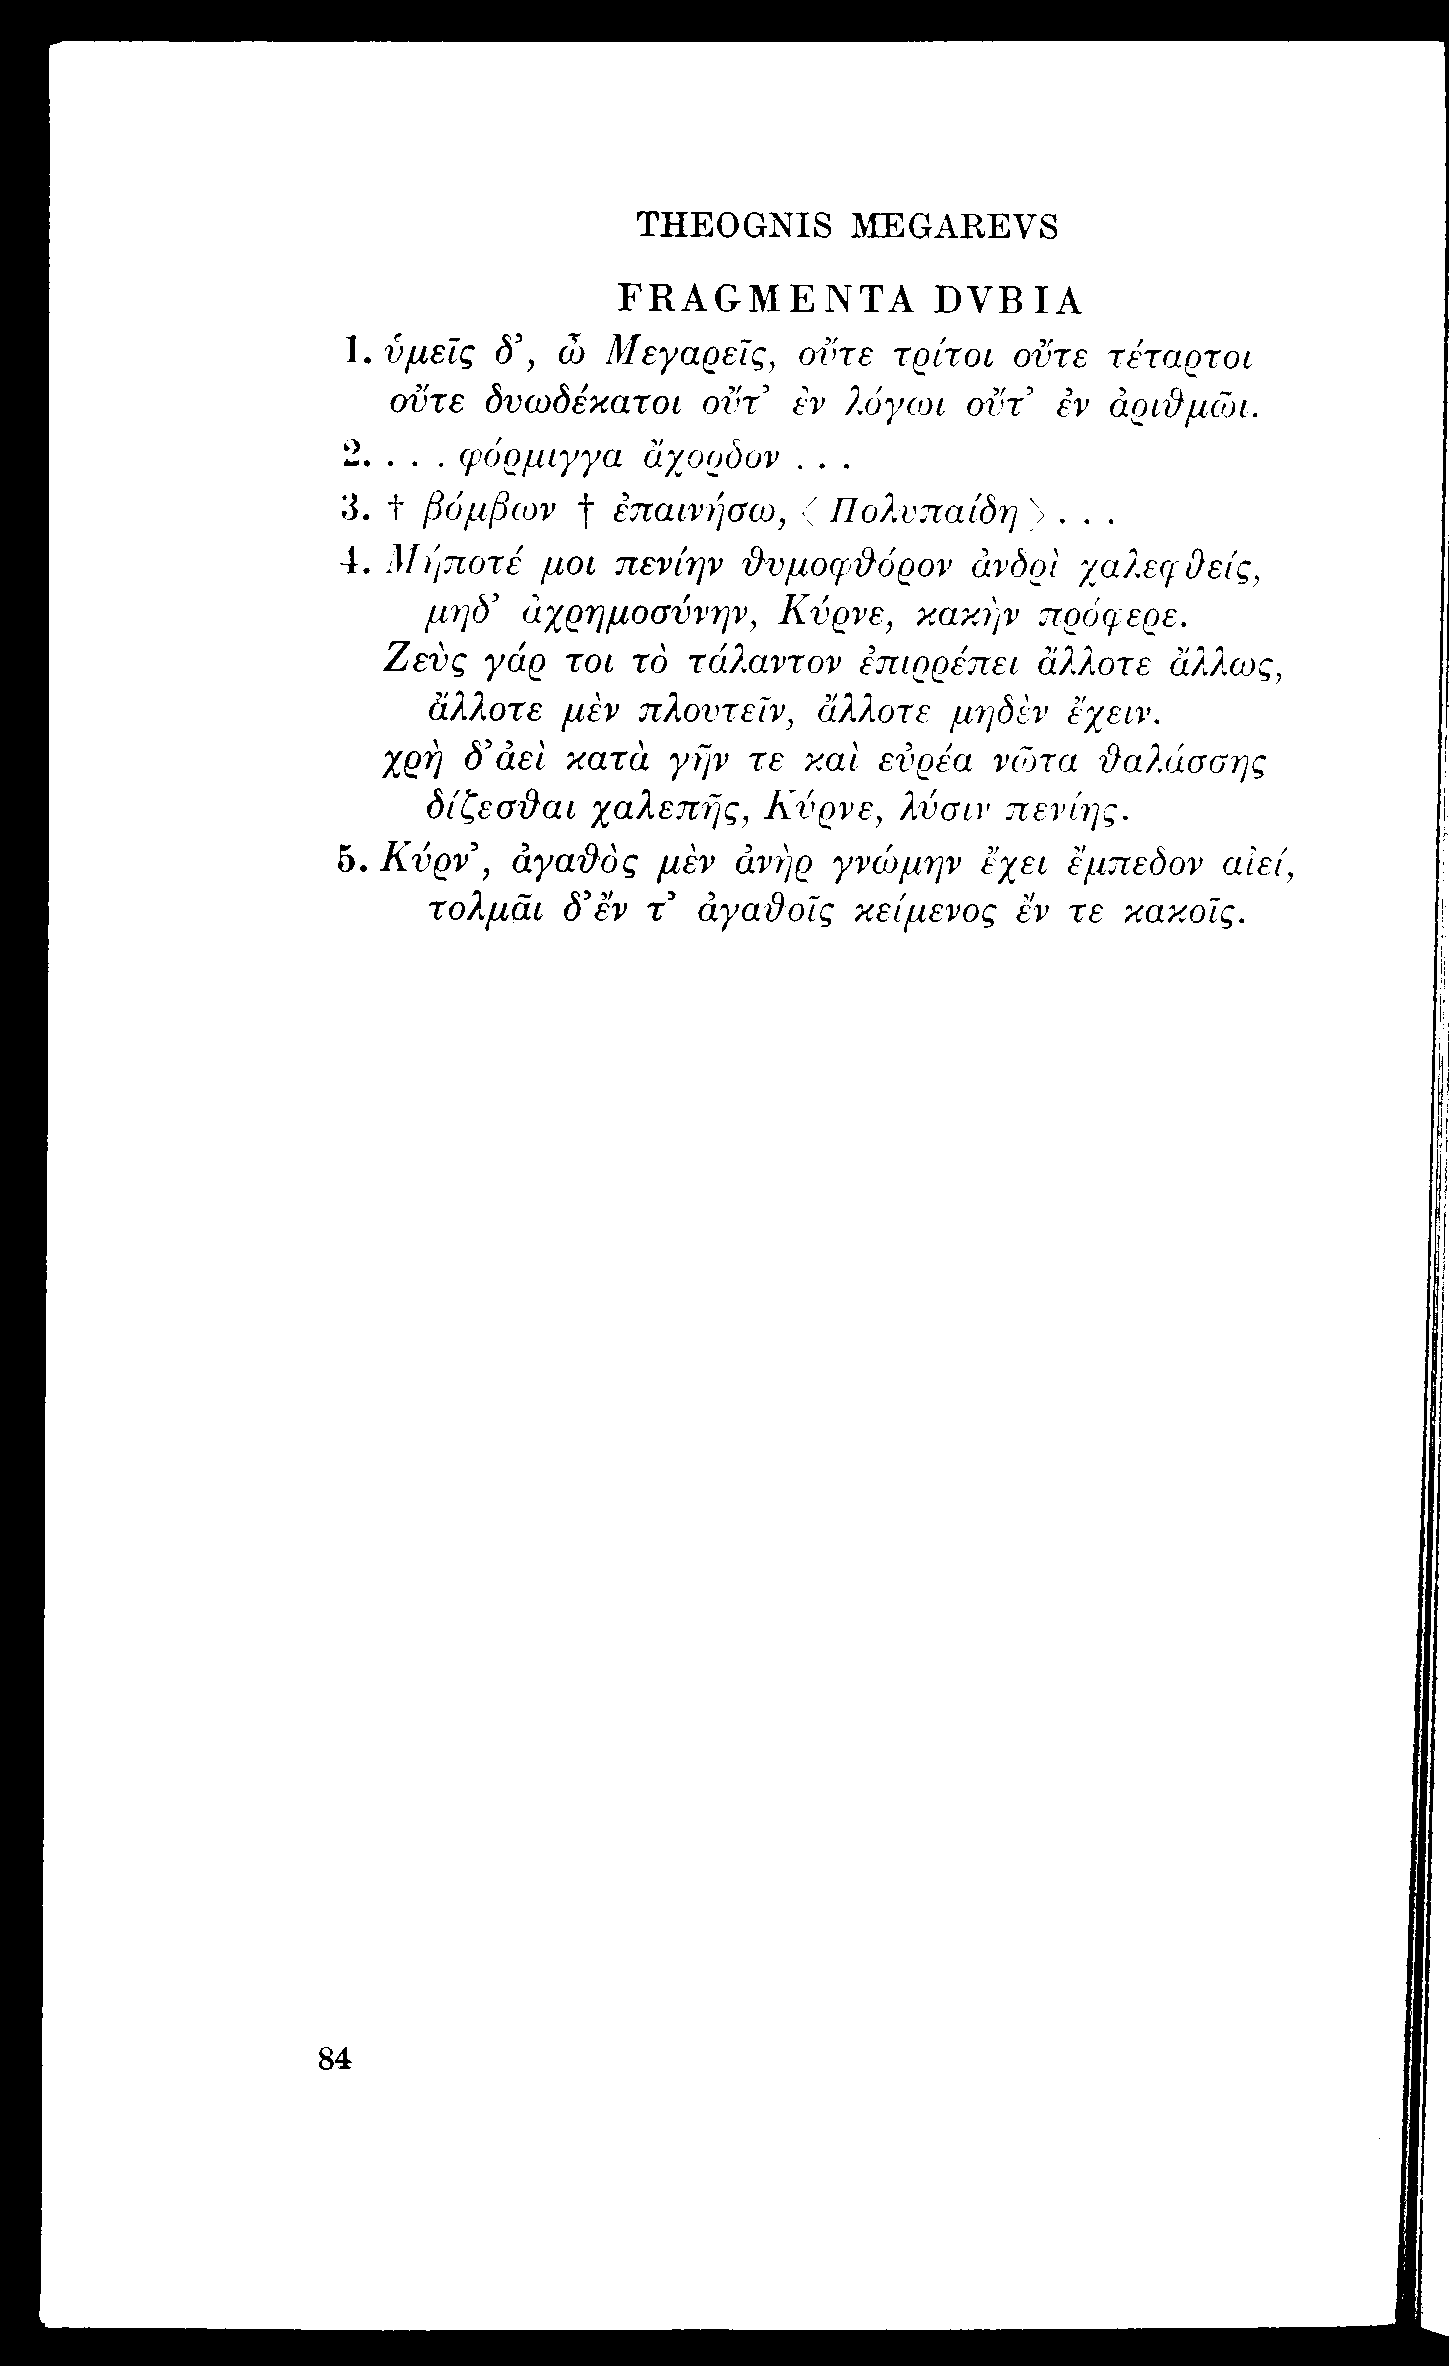 THEOGNIS MEGAREVS
FRAGMENTA DVBIA
1. ὑμεῖς δ’, ὦ Μεγαρεῖς, οὔτε τρίτοι οὔτε τέταρτοι
οὔτε δυωδέκατοι οὔτ’ ἐν λόγωι οὔτ’ ἐν ἀριθμῶι.
2. . . . φόρμιγγα ἄχορδον . . .
3. † βόμβων † ἐπαινήσω, <Πολυπαίδη> . . .
4. Μήποτέ μοι πενίην θυμοφθόρον ἀνδρὶ χαλεφθείς,
μηδ’ ἀχρημοσύνην, Κύρνε, κακὴν πρόφερε.
Ζεὺς γάρ τοι τὸ τάλαντον ἐπιρρέπει ἄλλοτε ἄλλως,
ἄλλοτε μὲν πλουτεῖν, ἄλλοτε μηδὲν ἔχειν.
χρὴ δ’ἀεὶ κατὰ γῆν τε καὶ εὐρέα νῶτα θαλάσσης
δίζεσθαι χαλεπῆς, Κύρνε, λύσιν πενίης.
5. Κύρν’, ἀγαθὸς μὲν ἀνὴρ γνώμην ἔχει ἔμπεδον αἰεί,
τολμᾶι δ’ἔν τ’ ἀγαθοῖς κείμενος ἔν τε κακοῖς.
84